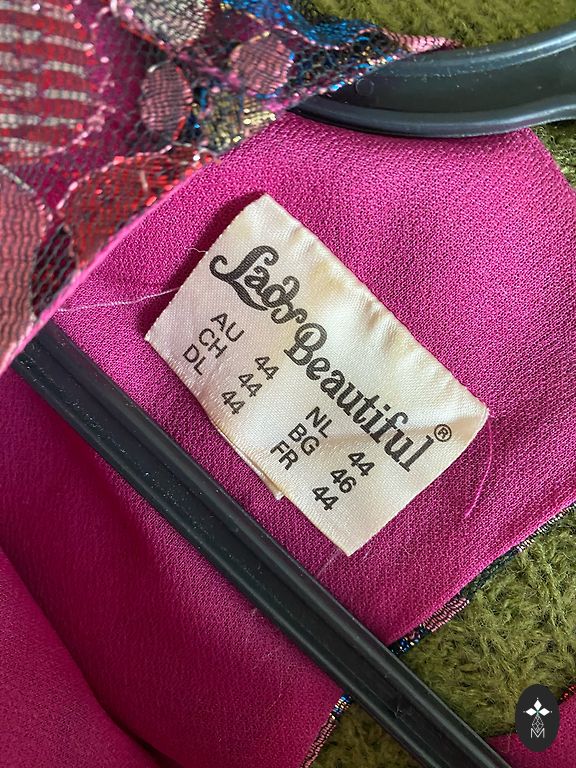 Lady Beautiful®
AU 44 NL 44
CH 44 BG 46
DL 44 FR 44
M